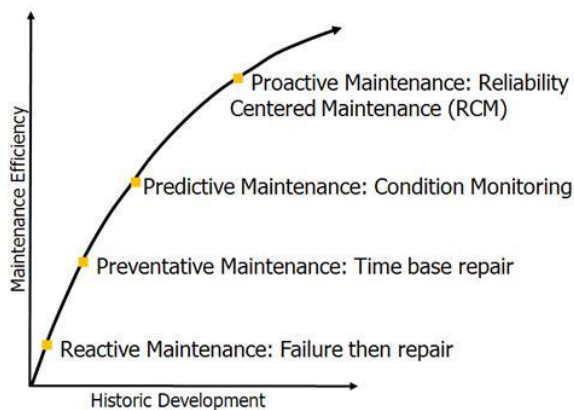 Proactive Maintenance: Reliability
Centered Maintenance (RCM)
Predictive Maintenance: Condition Monitoring
Preventative Maintenance: Time base repair
Reactive Maintenance: Failure then repair
Maintenance Efficiency
Historic Development